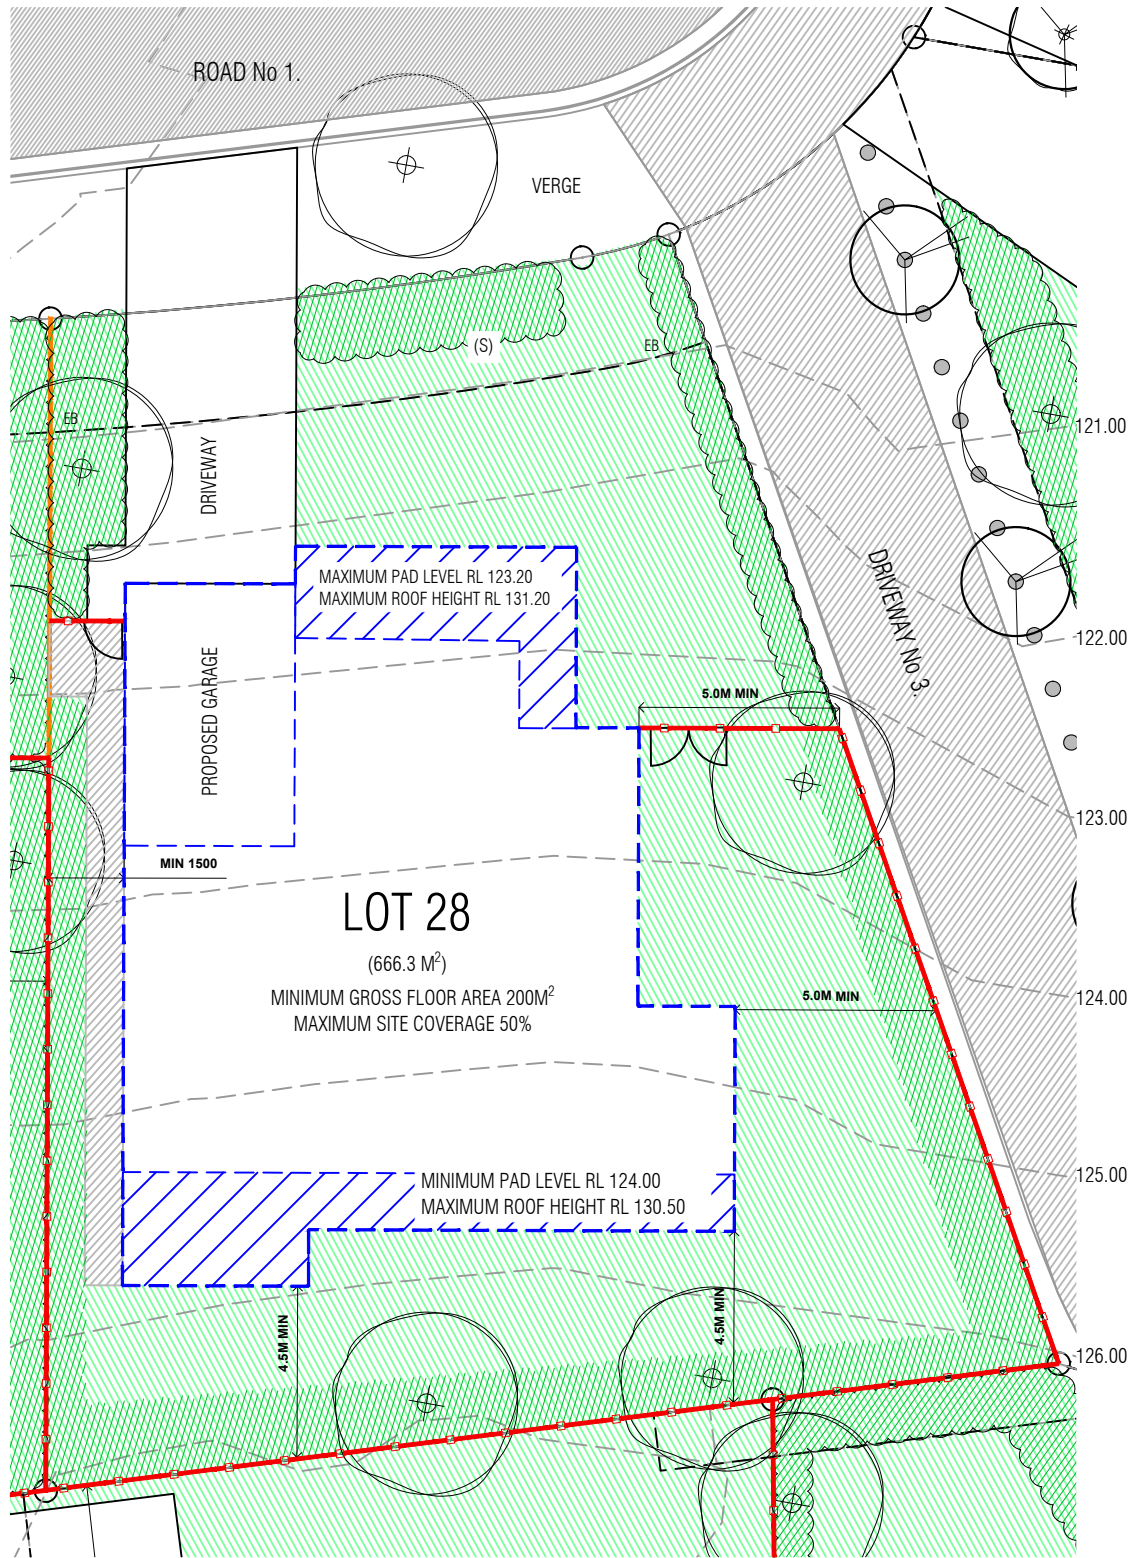 ROAD No 1.
VERGE
(S)
EB
EB
DRIVEWAY
121.00
MAXIMUM PAD LEVEL RL 123.20
MAXIMUM ROOF HEIGHT RL 131.20
DRIVEWAY No 3.
122.00
PROPOSED GARAGE
5.0M MIN
123.00
MIN 1500
LOT 28
(666.3 M²)
MINIMUM GROSS FLOOR AREA 200M²
MAXIMUM SITE COVERAGE 50%
5.0M MIN
124.00
125.00
MINIMUM PAD LEVEL RL 124.00
MAXIMUM ROOF HEIGHT RL 130.50
4.5M MIN
4.5M MIN
126.00